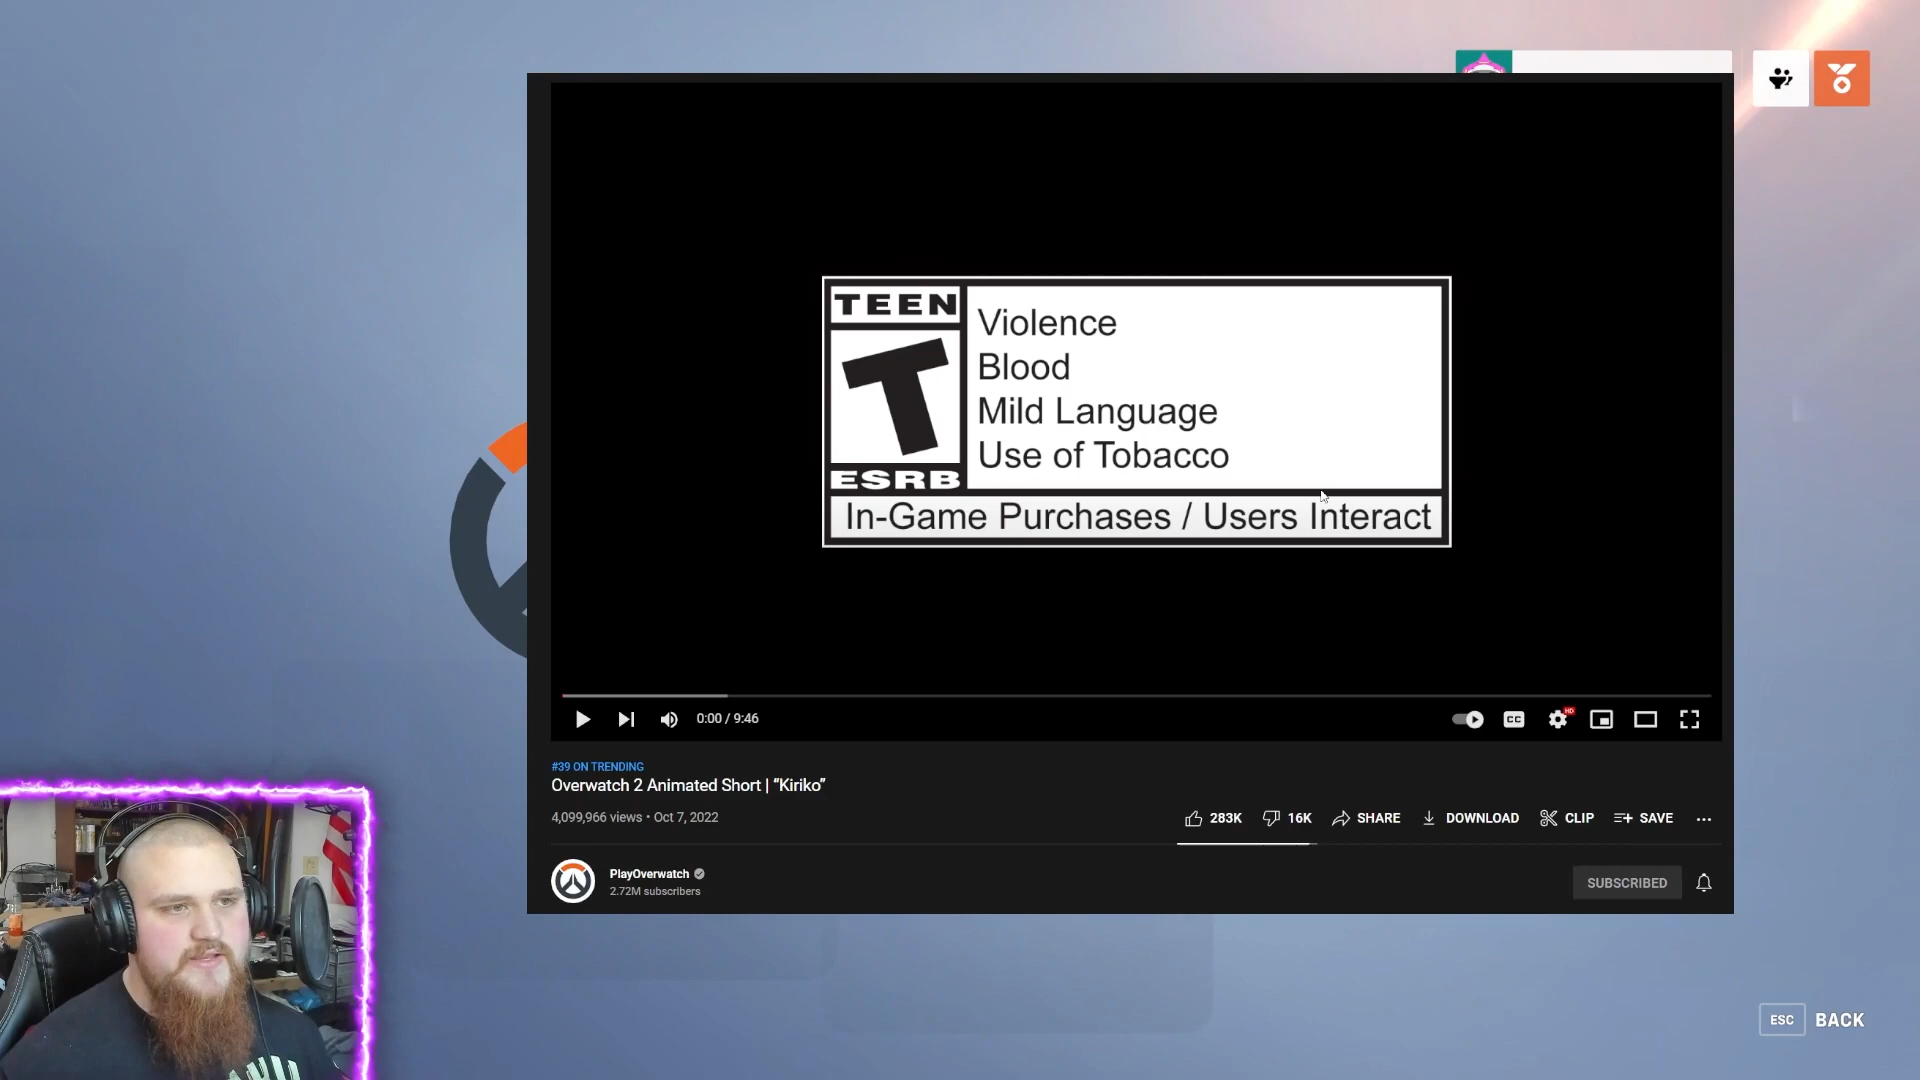 TEEN
T
ESRB
Violence
Blood
Mild Language
Use of Tobacco
In-Game Purchases / Users Interact
0:00 / 9:46
CC
HD
#39 ON TRENDING
Overwatch 2 Animated Short | “Kiriko”
4,099,966 views • Oct 7, 2022
283K
16K
SHARE
DOWNLOAD
CLIP
SAVE
PlayOverwatch
2.72M subscribers
SUBSCRIBED
ESC BACK